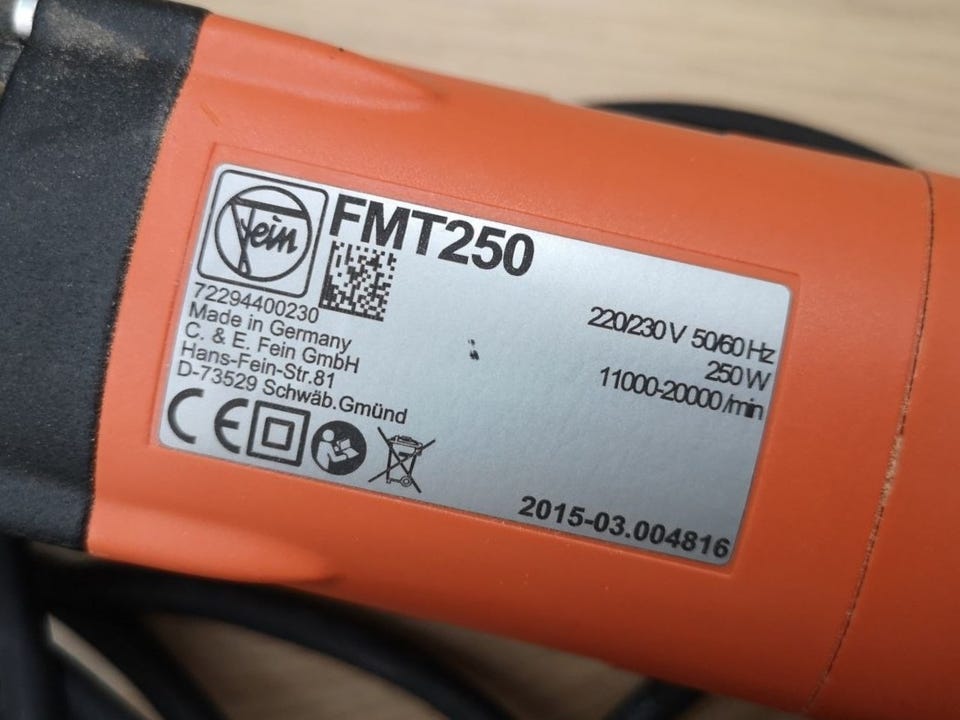 Fein
FMT250
72294400230
Made in Germany
C. & E. Fein GmbH
Hans-Fein-Str.81
D-73529 Schwäb.Gmünd
CE
220/230 V 50/60 Hz
250 W
11000-20000 /min
2015-03.004816